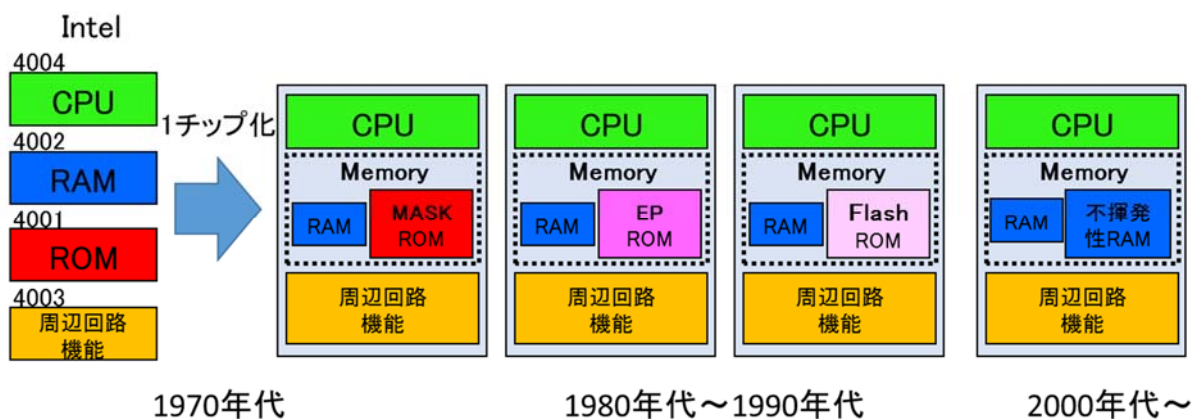 Intel
4004
CPU
4002
RAM
4001
ROM
4003
周辺回路
機能
1チップ化
CPU
Memory
RAM
MASK
ROM
周辺回路
機能
CPU
Memory
RAM
EP
ROM
周辺回路
機能
CPU
Memory
RAM
Flash
ROM
周辺回路
機能
CPU
Memory
RAM
不揮発
性RAM
周辺回路
機能
1970年代
1980年代～1990年代
2000年代～